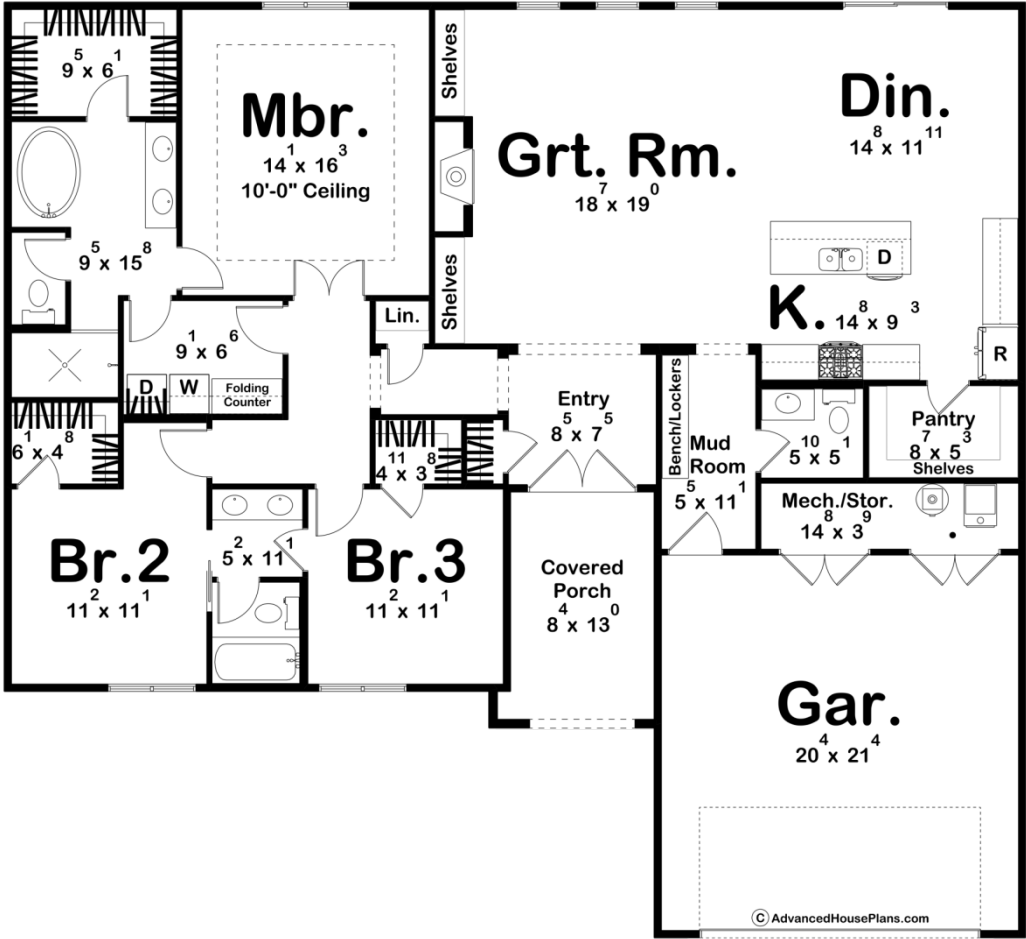 9⁵ x 6¹
Mbr.
14¹ x 16³
10'-0" Ceiling
Shelves
Grt. Rm.
18⁷ x 19⁰
Din.
14⁸ x 11¹¹
9⁵ x 15⁸
Shelves
D
K. 14⁸ x 9³
R
Lin.
9¹ x 6⁶
D
W
Folding
Counter
6¹ x 4⁸
4¹¹ x 3⁸
Entry
8⁵ x 7⁵
Bench/Lockers
Mud
Room
5⁵ x 11¹
5¹⁰ x 5¹
Pantry
8⁷ x 5³
Shelves
Mech./Stor.
14⁸ x 3⁹
Br.2
11² x 11¹
5² x 11¹
Br.3
11² x 11¹
Covered
Porch
8⁴ x 13⁰
Gar.
20⁴ x 21⁴
© AdvancedHousePlans.com